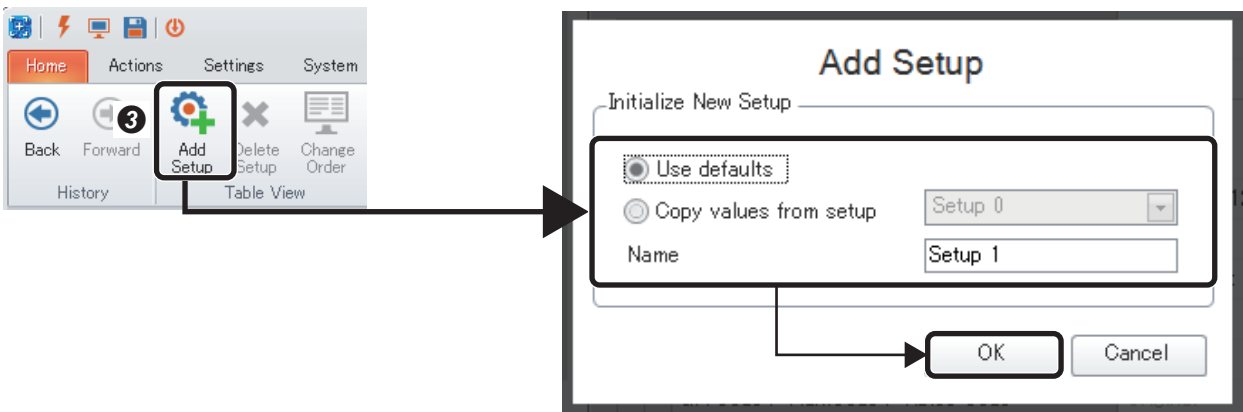 Home Actions Settings System
❸
Back Forward Add Setup Delete Setup Change Order
History Table View
Add Setup
Initialize New Setup
Use defaults
Copy values from setup Setup 0
Name Setup 1
OK Cancel